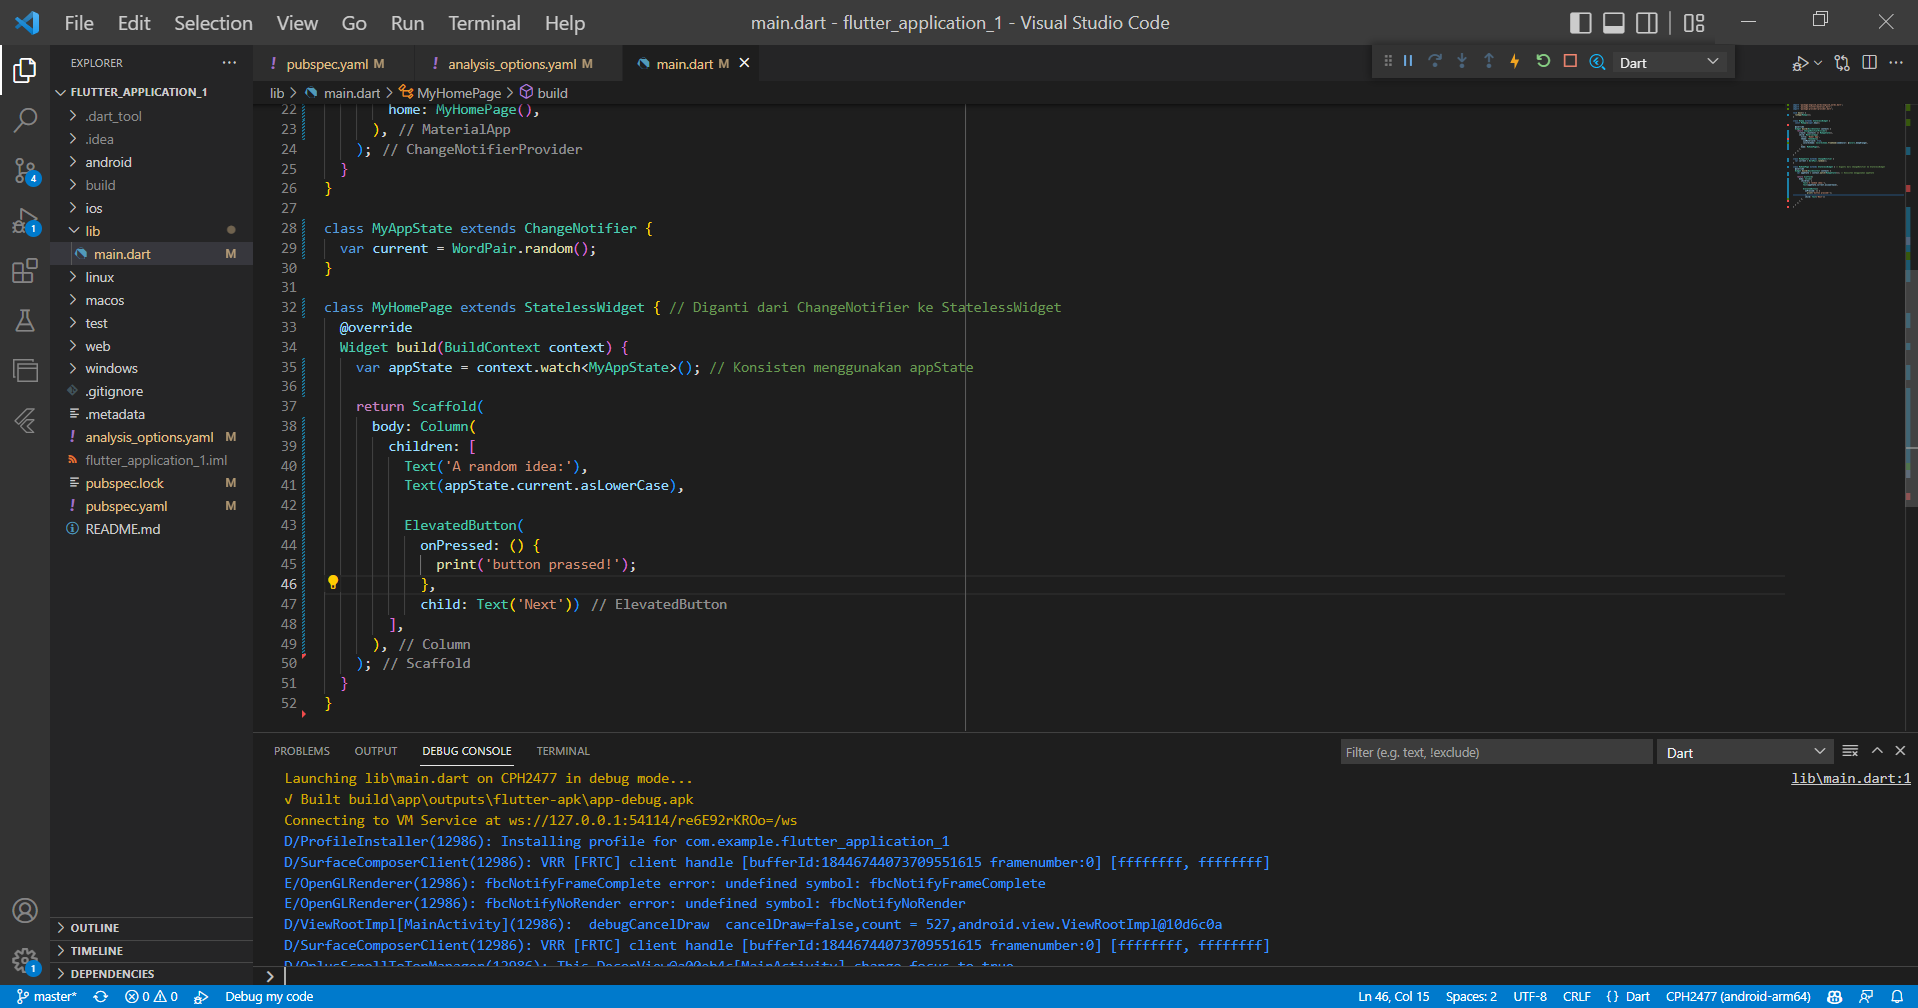 File Edit Selection View Go Run Terminal Help
main.dart - flutter_application_1 - Visual Studio Code
EXPLORER
FLUTTER_APPLICATION_1
.dart_tool
.idea
android
build
ios
lib
main.dart M
linux
macos
test
web
windows
.gitignore
.metadata
analysis_options.yaml M
flutter_application_1.iml
pubspec.lock M
pubspec.yaml M
README.md
OUTLINE
TIMELINE
DEPENDENCIES
4
1
1
! pubspec.yaml M
! analysis_options.yaml M
main.dart M
Dart
lib > main.dart > MyHomePage > build
22 home: MyHomePage(),
23 ), // MaterialApp
24 ); // ChangeNotifierProvider
25 }
26 }
27
28 class MyAppState extends ChangeNotifier {
29 var current = WordPair.random();
30 }
31
32 class MyHomePage extends StatelessWidget { // Diganti dari ChangeNotifier ke StatelessWidget
33 @override
34 Widget build(BuildContext context) {
35 var appState = context.watch<MyAppState>(); // Konsisten menggunakan appState
36
37 return Scaffold(
38 body: Column(
39 children: [
40 Text('A random idea:'),
41 Text(appState.current.asLowerCase),
42
43 ElevatedButton(
44 onPressed: () {
45 print('button prassed!');
46 },
47 child: Text('Next')) // ElevatedButton
48 ],
49 ), // Column
50 ); // Scaffold
51 }
52 }
PROBLEMS OUTPUT DEBUG CONSOLE TERMINAL
Filter (e.g. text, !exclude)
Dart
Launching lib\main.dart on CPH2477 in debug mode...
lib\main.dart:1
√ Built build\app\outputs\flutter-apk\app-debug.apk
Connecting to VM Service at ws://127.0.0.1:54114/re6E92rKROo=/ws
D/ProfileInstaller(12986): Installing profile for com.example.flutter_application_1
D/SurfaceComposerClient(12986): VRR [FRTC] client handle [bufferId:18446744073709551615 framenumber:0] [ffffffff, ffffffff]
E/OpenGLRenderer(12986): fbcNotifyFrameComplete error: undefined symbol: fbcNotifyFrameComplete
E/OpenGLRenderer(12986): fbcNotifyNoRender error: undefined symbol: fbcNotifyNoRender
D/ViewRootImpl[MainActivity](12986): debugCancelDraw cancelDraw=false,count = 527,android.view.ViewRootImpl@10d6c0a
D/SurfaceComposerClient(12986): VRR [FRTC] client handle [bufferId:18446744073709551615 framenumber:0] [ffffffff, ffffffff]
master* 0 0 Debug my code
Ln 46, Col 15 Spaces: 2 UTF-8 CRLF {} Dart CPH2477 (android-arm64)